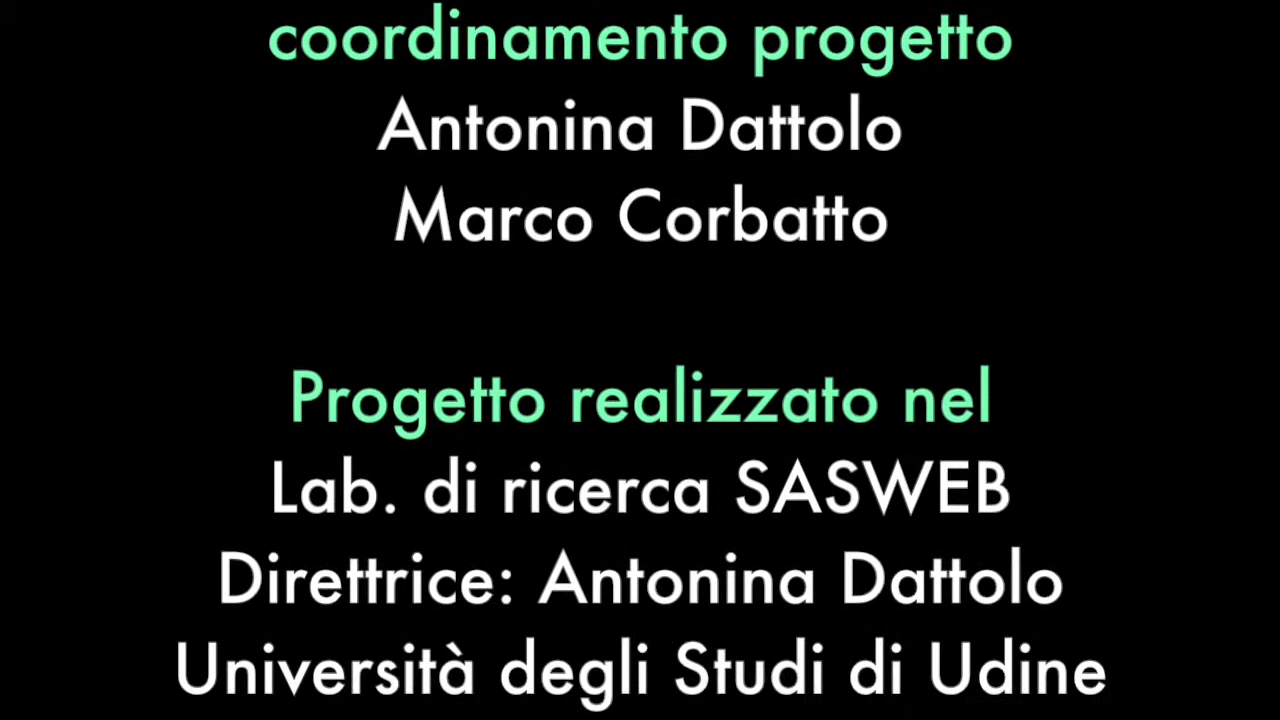 coordinamento progetto
Antonina Dattolo
Marco Corbatto
Progetto realizzato nel
Lab. di ricerca SASWEB
Direttrice: Antonina Dattolo
Università degli Studi di Udine